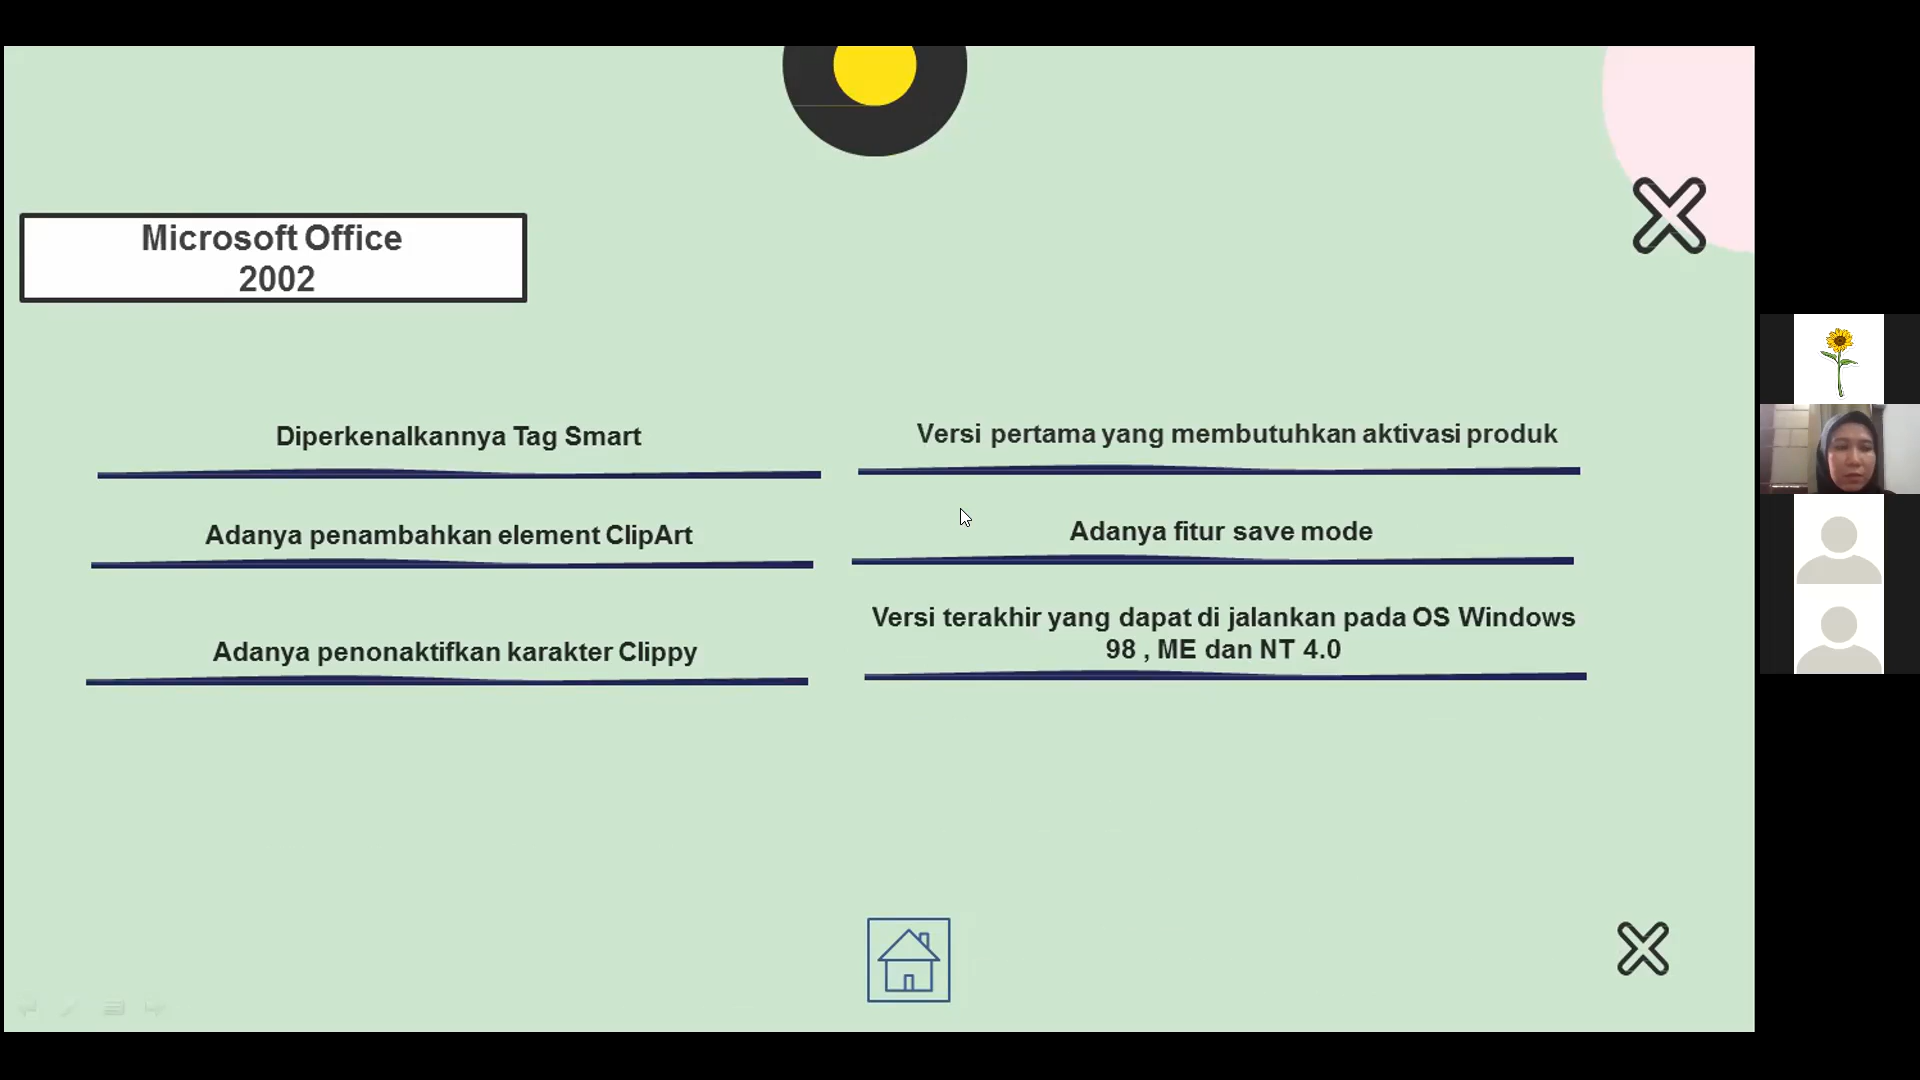 Microsoft Office
2002
Diperkenalkannya Tag Smart
Adanya penambahkan element ClipArt
Adanya penonaktifkan karakter Clippy
Versi pertama yang membutuhkan aktivasi produk
Adanya fitur save mode
Versi terakhir yang dapat di jalankan pada OS Windows
98 , ME dan NT 4.0